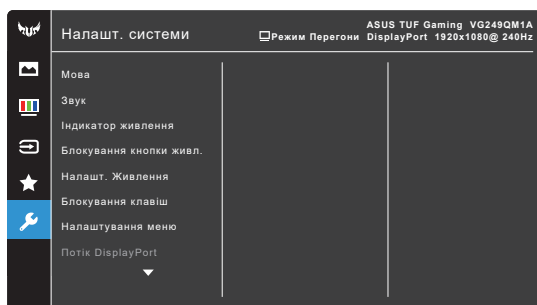 Налашт. системи
ASUS TUF Gaming VG249QM1A
Режим Перегони DisplayPort 1920x1080@ 240Hz
Мова
Звук
Індикатор живлення
Блокування кнопки живл.
Налашт. Живлення
Блокування клавіш
Налаштування меню
Потік DisplayPort